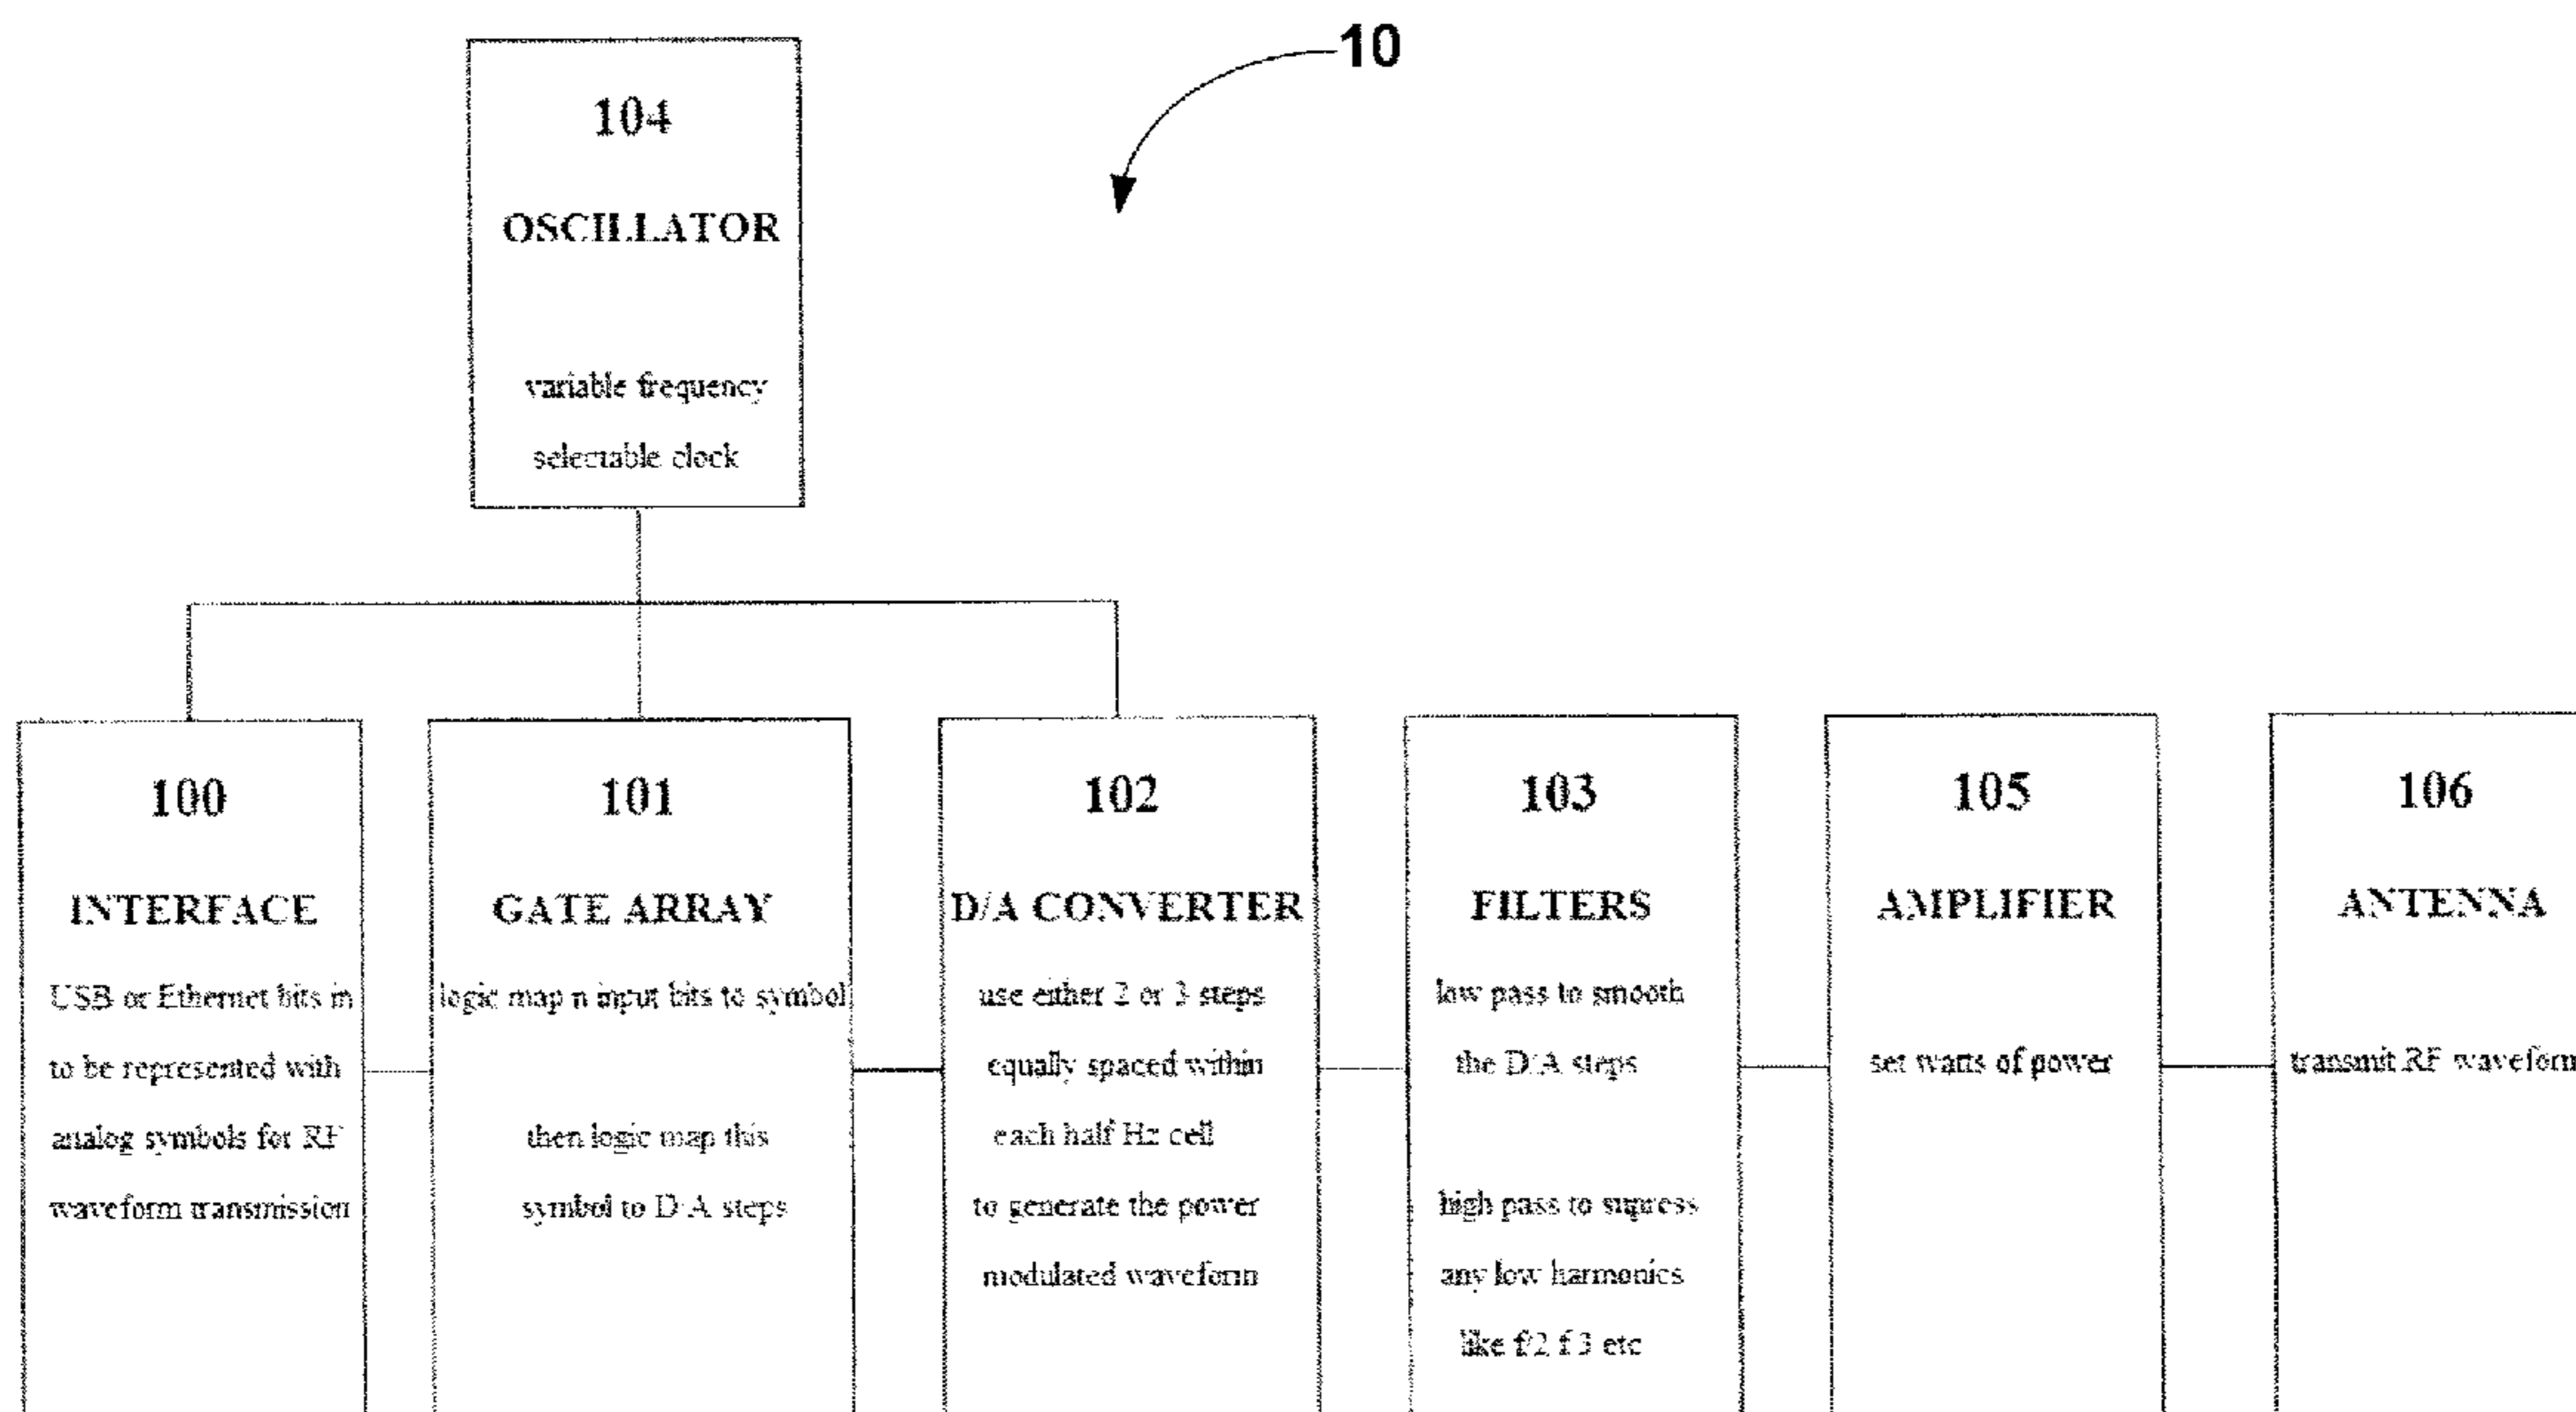 10
104
OSCILLATOR
variable frequency
selectable clock
100
INTERFACE
USB or Ethernet bits in
to be represented with
analog symbols for RF
waveform transmission
101
GATE ARRAY
logic map n input bits to symbol
then logic map this
symbol to D/A steps
102
D/A CONVERTER
use either 2 or 3 steps
equally spaced within
each half Hz cell
to generate the power
modulated waveform
103
FILTERS
low pass to smooth
the D/A steps
high pass to supress
any low harmonics
like f/2 f/3 etc
105
AMPLIFIER
set watts of power
106
ANTENNA
transmit RF waveform